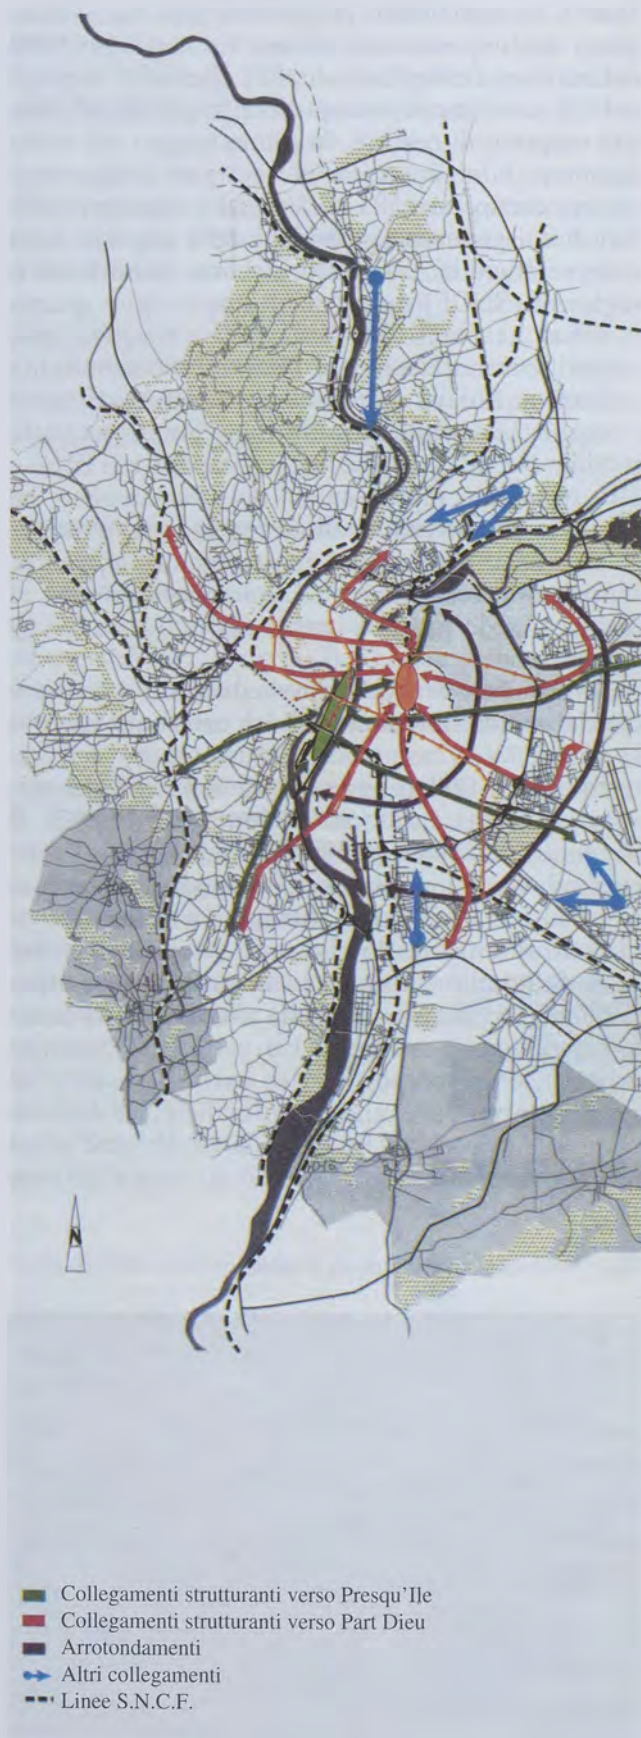 N
Collegamenti strutturanti verso Presqu'Ile
Collegamenti strutturanti verso Part Dieu
Arrotondamenti
Altri collegamenti
Linee S.N.C.F.